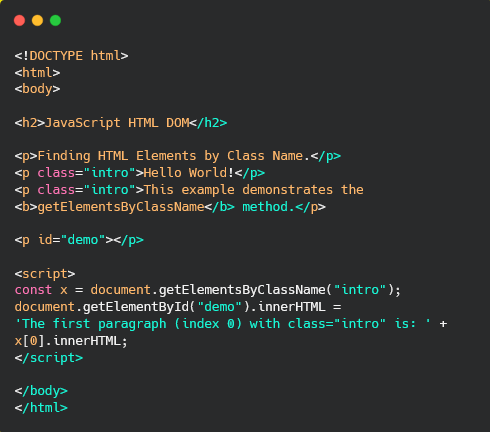 <!DOCTYPE html>
<html>
<body>

<h2>JavaScript HTML DOM</h2>

<p>Finding HTML Elements by Class Name.</p>
<p class="intro">Hello World!</p>
<p class="intro">This example demonstrates the
<b>getElementsByClassName</b> method.</p>

<p id="demo"></p>

<script>
const x = document.getElementsByClassName("intro");
document.getElementById("demo").innerHTML =
'The first paragraph (index 0) with class="intro" is: ' +
x[0].innerHTML;
</script>

</body>
</html>